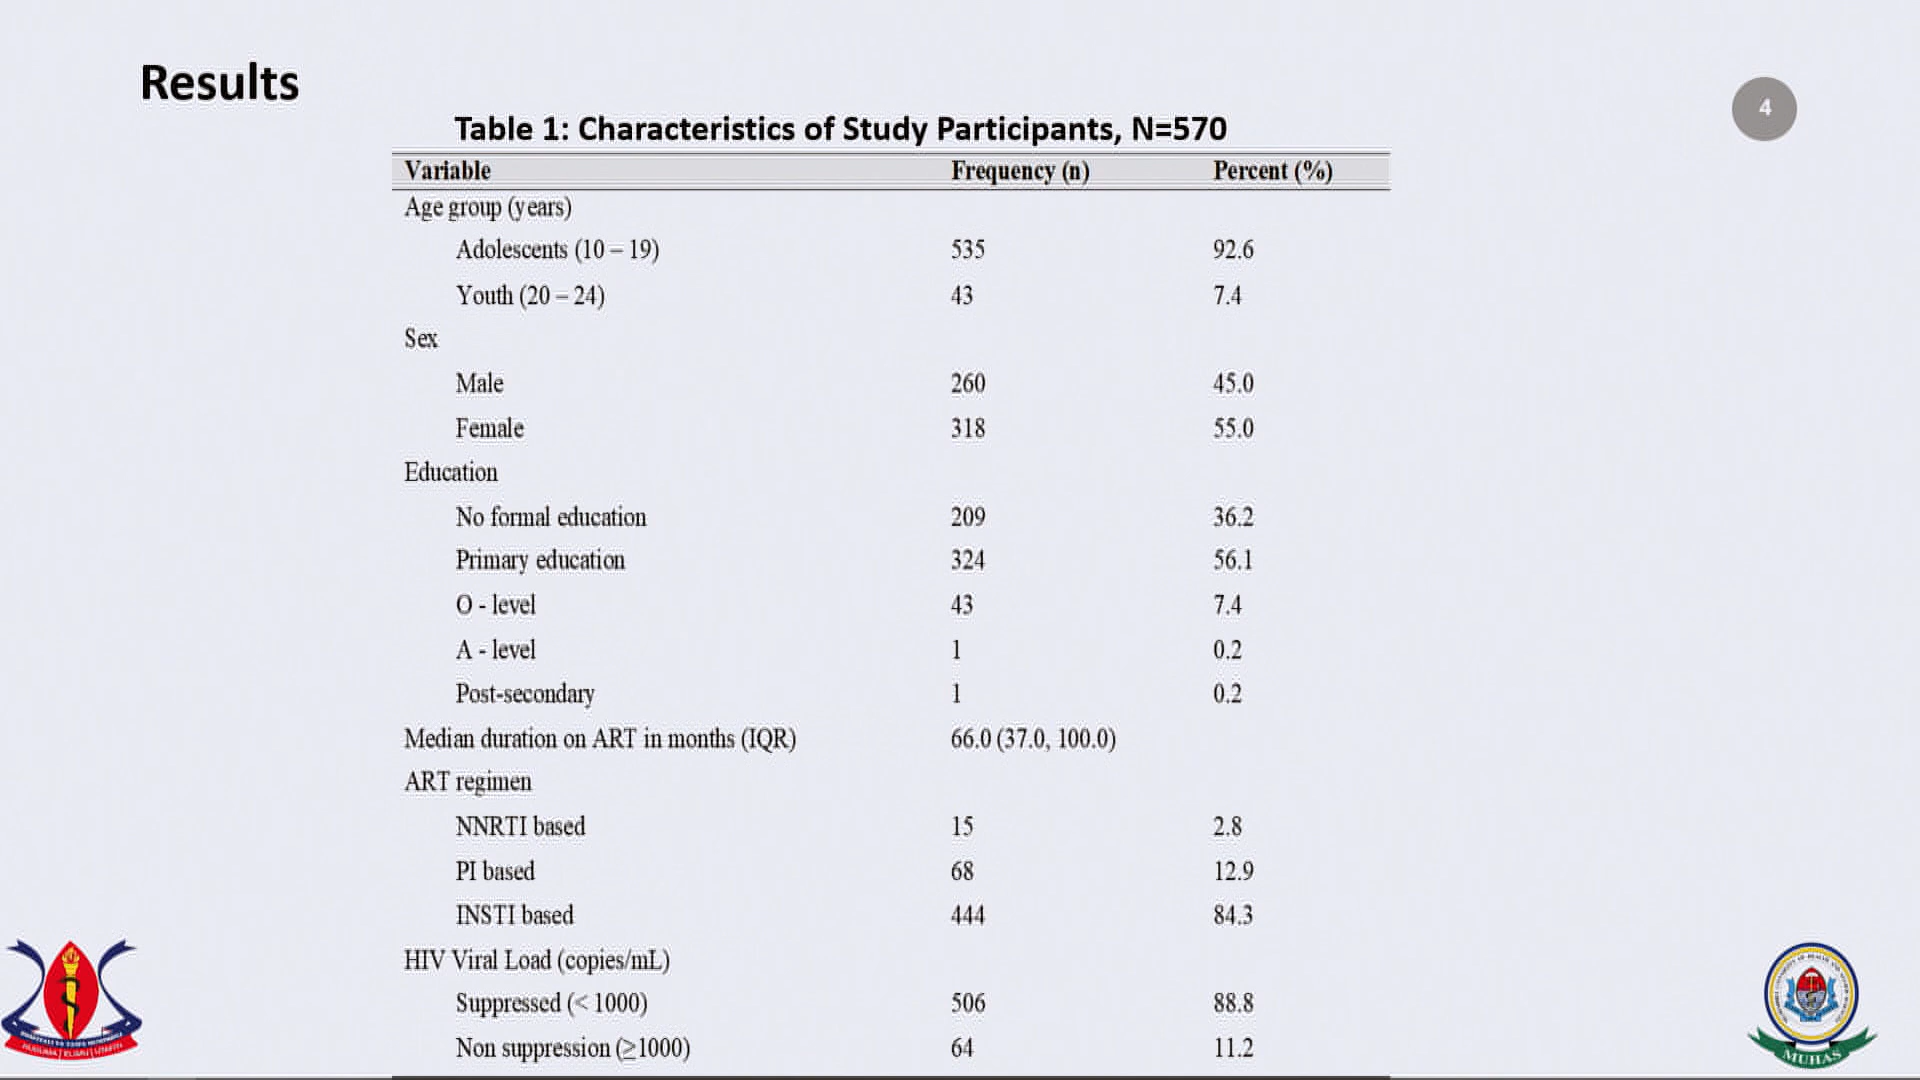 Results
4
Table 1: Characteristics of Study Participants, N=570
Variable Frequency (n) Percent (%)
Age group (years)
Adolescents (10 – 19) 535 92.6
Youth (20 – 24) 43 7.4
Sex
Male 260 45.0
Female 318 55.0
Education
No formal education 209 36.2
Primary education 324 56.1
O - level 43 7.4
A - level 1 0.2
Post-secondary 1 0.2
Median duration on ART in months (IQR) 66.0 (37.0, 100.0)
ART regimen
NNRTI based 15 2.8
PI based 68 12.9
INSTI based 444 84.3
HIV Viral Load (copies/mL)
Suppressed (< 1000) 506 88.8
Non suppression (≥1000) 64 11.2
MUHAS